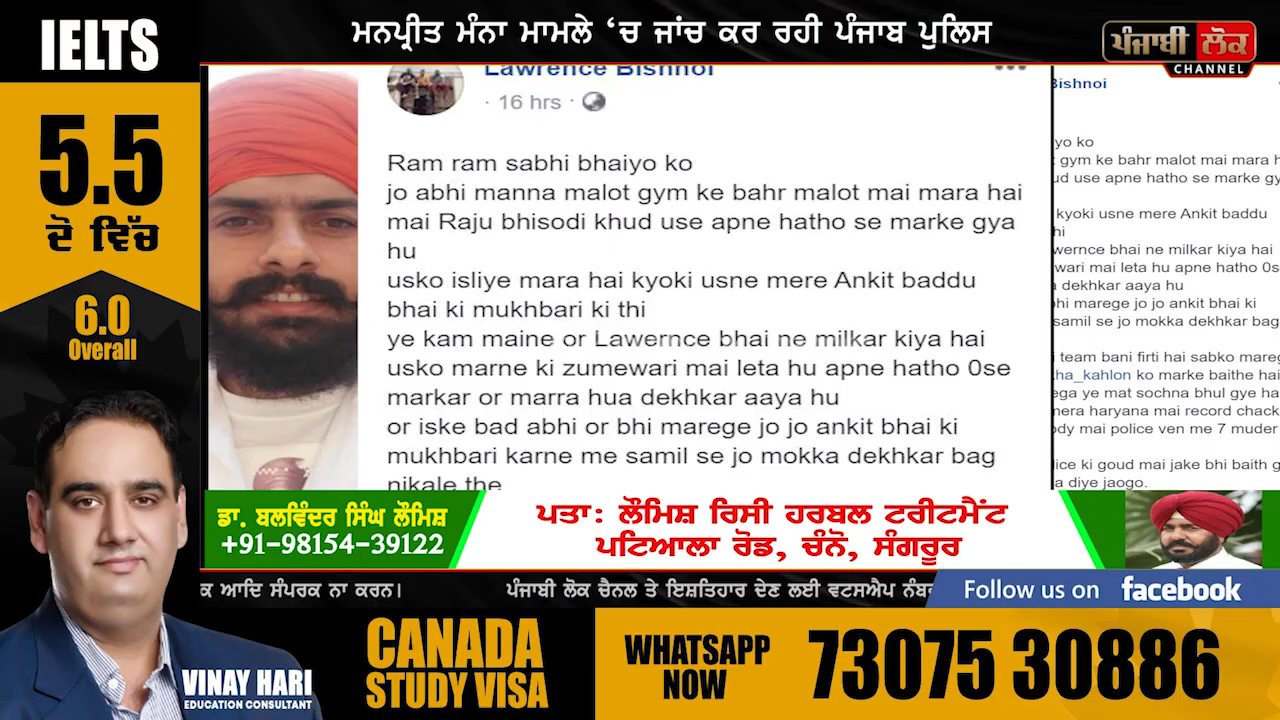 IELTS
ਮਨਪ੍ਰੀਤ ਮੰਨਾ ਮਾਮਲੇ ‘ਚ ਜਾਂਚ ਕਰ ਰਹੀ ਪੰਜਾਬ ਪੁਲਿਸ
ਪੰਜਾਬੀ ਲੋਕ
CHANNEL
5.5
ਦੋ ਵਿੱਚ
6.0
Overall
Lawrence Bishnoi
· 16 hrs ·
Ram ram sabhi bhaiyo ko
jo abhi manna malot gym ke bahr malot mai mara hai
mai Raju bhisodi khud use apne hatho se marke gya
hu
usko isliye mara hai kyoki usne mere Ankit baddu
bhai ki mukhbari ki thi
ye kam maine or Lawernce bhai ne milkar kiya hai
usko marne ki zumewari mai leta hu apne hatho 0se
markar or marra hua dekhkar aaya hu
or iske bad abhi or bhi marege jo jo ankit bhai ki
mukhbari karne me samil se jo mokka dekhkar bag
nikale the
Bishnoi
yo ko
gym ke bahr malot mai mara h
ud use apne hatho se marke gy
kyoki usne mere Ankit baddu
hi
wernce bhai ne milkar kiya hai
wari mai leta hu apne hatho 0s
dekhkar aaya hu
hi marege jo jo ankit bhai ki
samil se jo mokka dekhkar bag
team bani firti hai sabko mareg
ha_kahlon ko marke baithe hai
ega ye mat sochna bhul gye ha
mera haryana mai record chack
dy mai police ven me 7 muder
lice ki goud mai jake bhi baith g
a diye jaogo.
ਡਾ. ਬਲਵਿੰਦਰ ਸਿੰਘ ਲੌਮਿਸ਼
+91-98154-39122
ਪਤਾ: ਲੌਮਿਸ਼ ਰਿਸੀ ਹਰਬਲ ਟਰੀਟਮੈਂਟ
ਪਟਿਆਲਾ ਰੋਡ, ਚੰਨੋ, ਸੰਗਰੂਰ
ਕ ਆਦਿ ਸੰਪਰਕ ਨਾ ਕਰਨ। ਪੰਜਾਬੀ ਲੋਕ ਚੈਨਲ ਤੇ ਇਸ਼ਤਿਹਾਰ ਦੇਣ ਲਈ ਵਟਸਐਪ ਨੰਬਰ
Follow us on facebook
VINAY HARI
EDUCATION CONSULTANT
CANADA
STUDY VISA
WHATSAPP
NOW
73075 30886